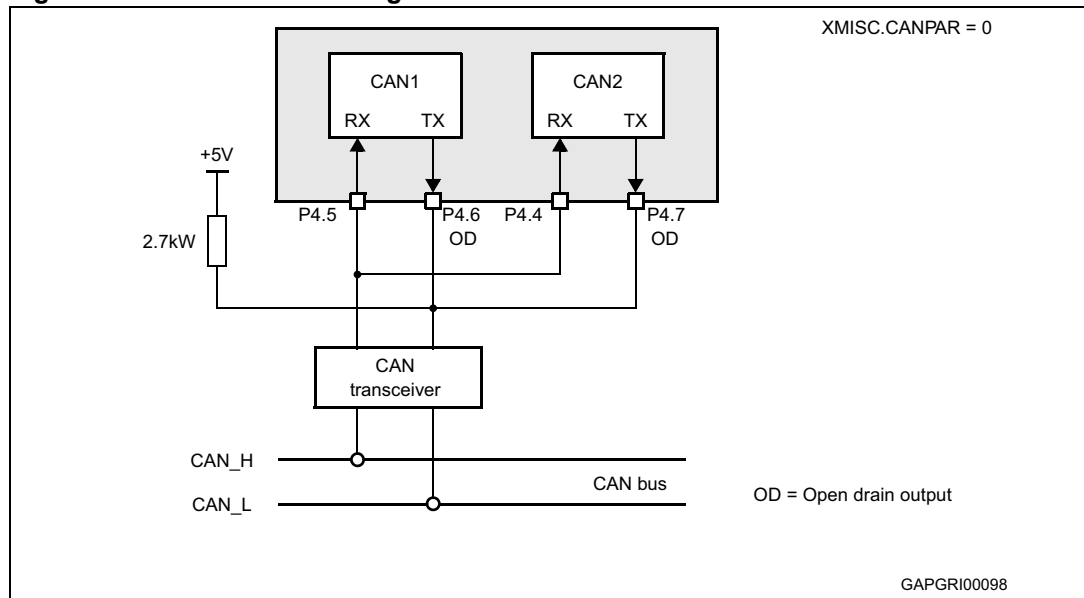 XMISC.CANPAR = 0
CAN1
CAN2
RX
TX
RX
TX
+5V
P4.5
P4.6
P4.4
P4.7
OD
OD
2.7kW
CAN
transceiver
CAN_H
CAN bus
CAN_L
OD = Open drain output
GAPGRI00098